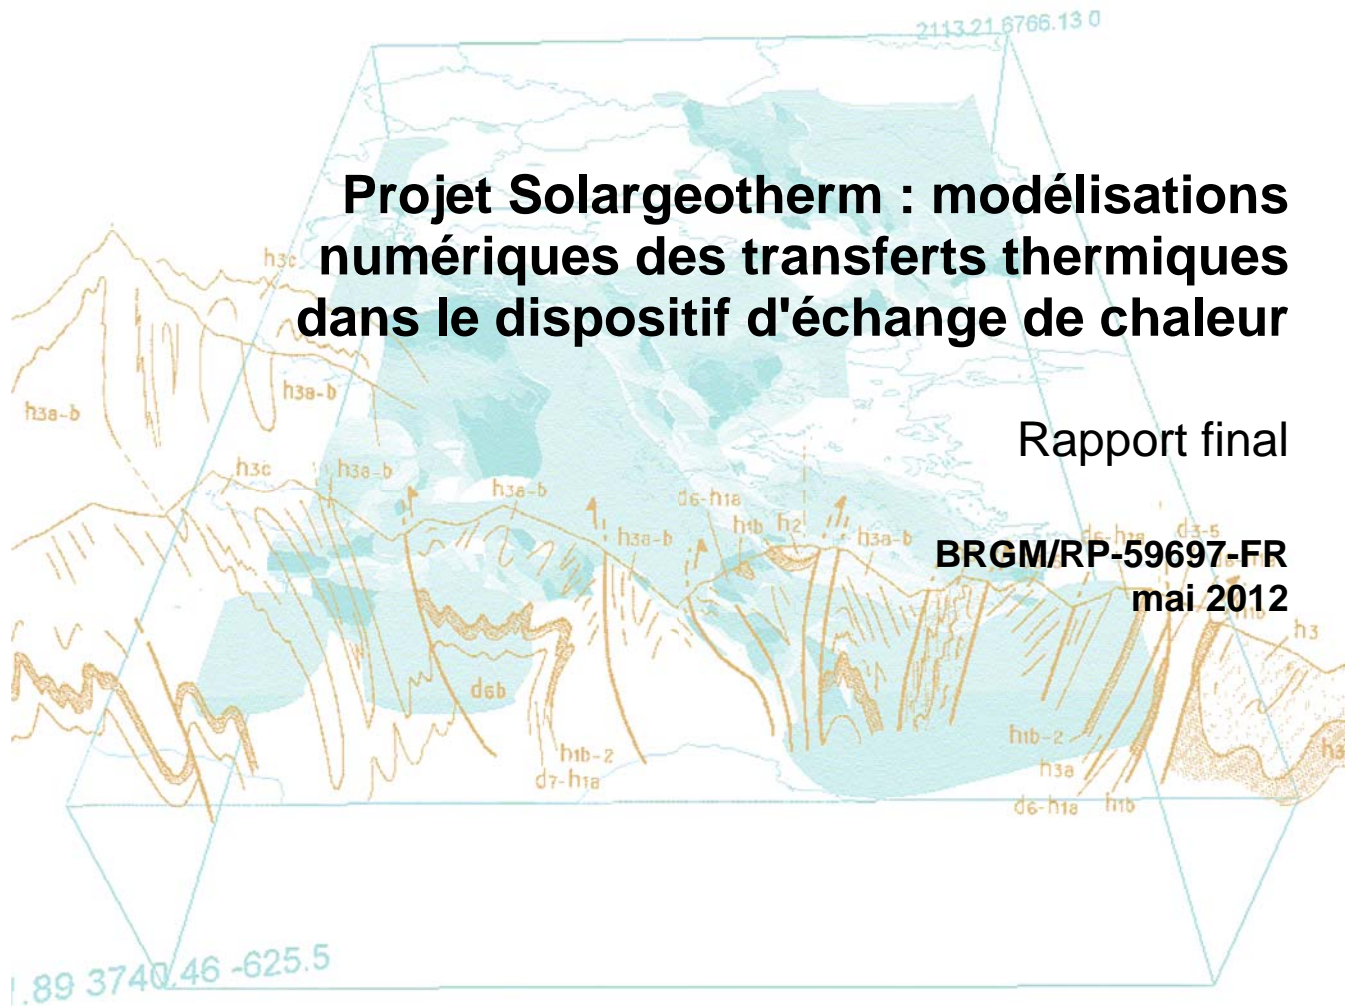 2113.21 6766.13 0
Projet Solargeotherm : modélisations
numériques des transferts thermiques
dans le dispositif d'échange de chaleur
Rapport final
BRGM/RP-59697-FR
mai 2012
h3c
h3a-b
h3a-b
h3c
h3a-b
h3a-b
h3a-b
d6-h1a
h1b
h2
h3a-b
d3-5
h3
d6b
h1b-2
d7-h1a
h1b-2
h3a
d6-h1a
h1b
.89 3740.46 -625.5